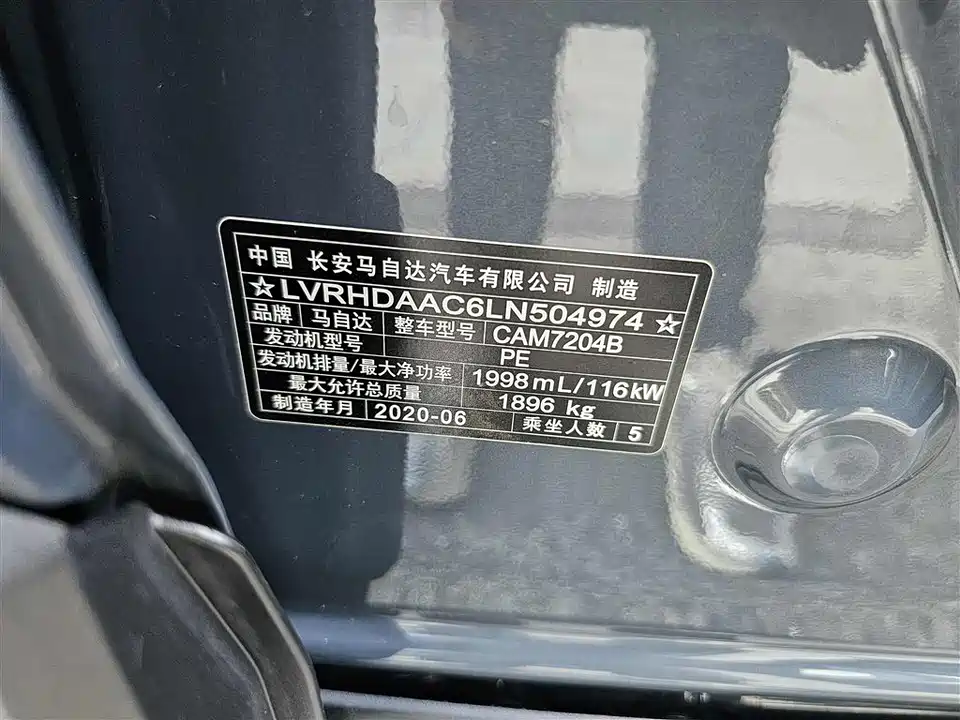 中国 长安马自达汽车有限公司 制造
☆LVRHDAAC6LN504974☆
品牌 马自达 整车型号 CAM7204B
发动机型号 PE
发动机排量/最大净功率 1998mL/116kW
最大允许总质量 1896 kg
制造年月 2020-06 乘坐人数 5